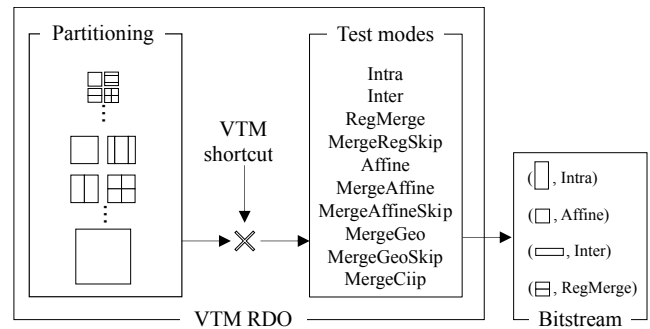 Partitioning
VTM
shortcut
Test modes
Intra
Inter
RegMerge
MergeRegSkip
Affine
MergeAffine
MergeAffineSkip
MergeGeo
MergeGeoSkip
MergeCiip
VTM RDO
( , Intra)
( , Affine)
( , Inter)
( , RegMerge)
Bitstream